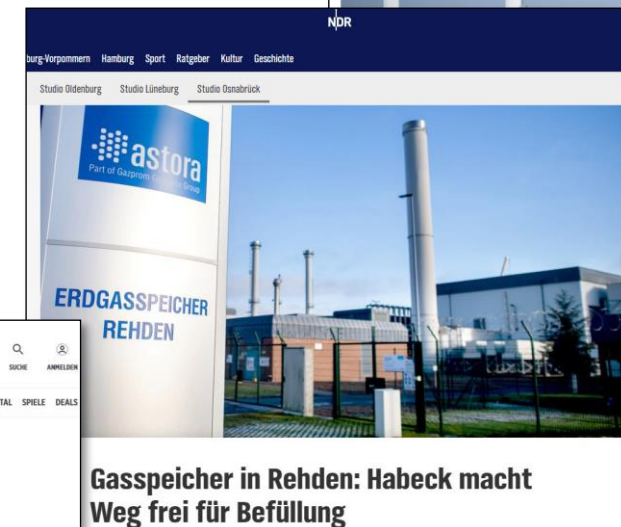 NDR
burg-Vorpommern Hamburg Sport Ratgeber Kultur Geschichte
Studio Oldenburg Studio Lüneburg Studio Osnabrück
astora
Part of Gazprom Group
ERDGASSPEICHER
REHDEN
SUCHE ANMELDEN
TAL SPIELE DEALS
Gasspeicher in Rehden: Habeck macht
Weg frei für Befüllung